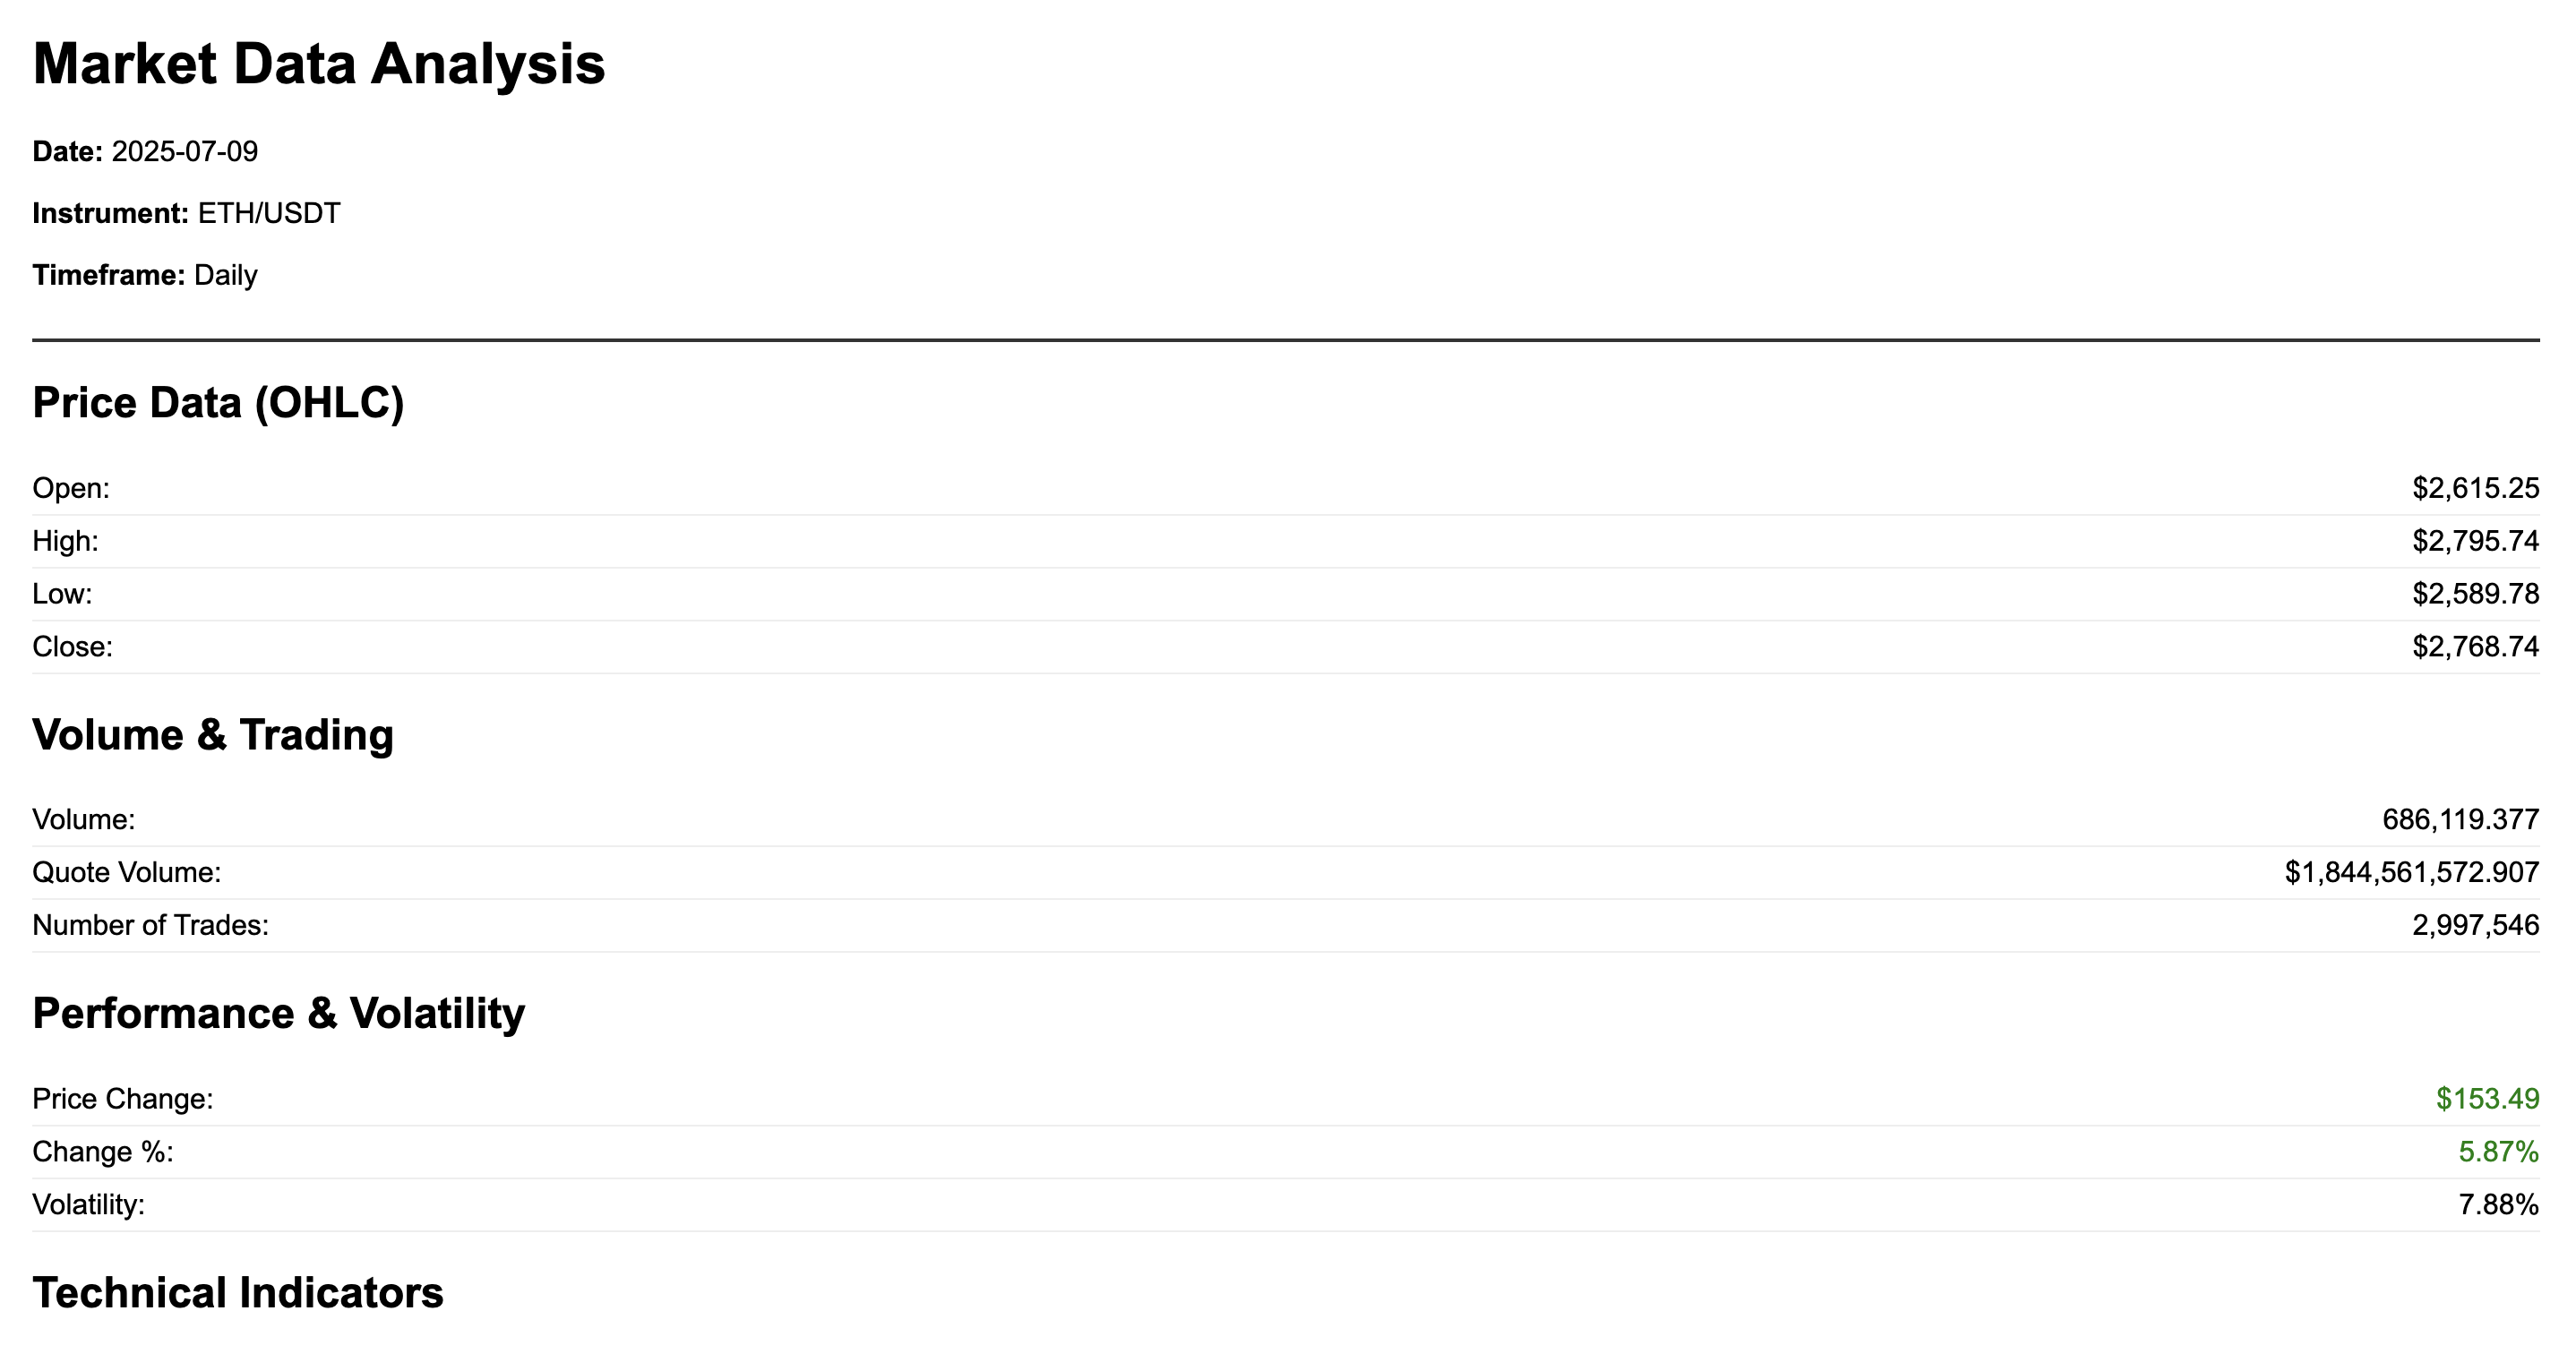 Market Data Analysis
Date: 2025-07-09
Instrument: ETH/USDT
Timeframe: Daily
Price Data (OHLC)
Open: $2,615.25
High: $2,795.74
Low: $2,589.78
Close: $2,768.74
Volume & Trading
Volume: 686,119.377
Quote Volume: $1,844,561,572.907
Number of Trades: 2,997,546
Performance & Volatility
Price Change: $153.49
Change %: 5.87%
Volatility: 7.88%
Technical Indicators